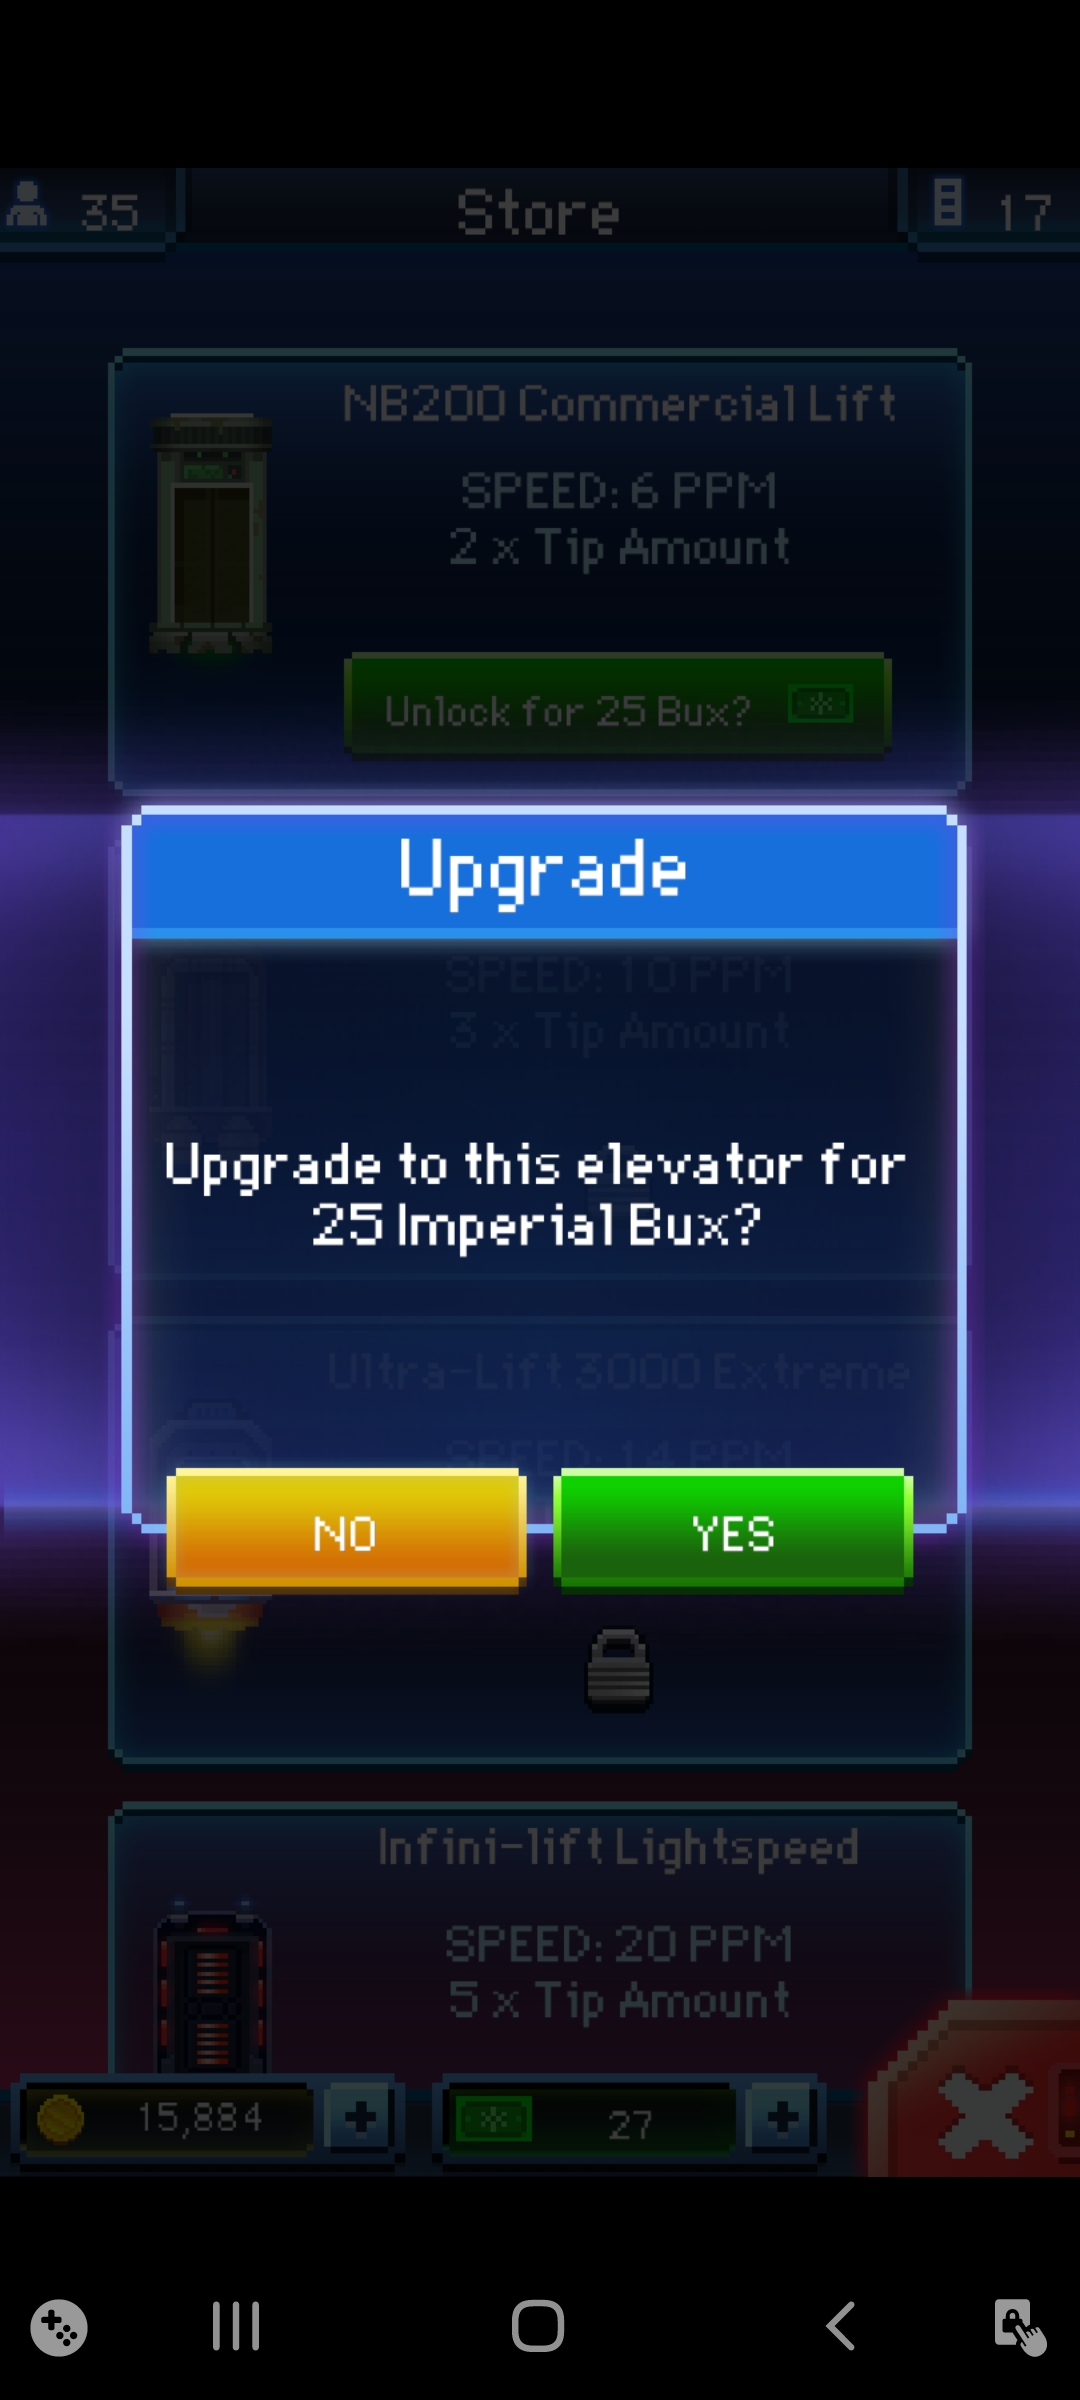 35
Store
17
NB200 Commercial Lift
SPEED: 6 PPM
2 x Tip Amount
Unlock for 25 Bux?
Upgrade
SPEED: 10 PPM
3 x Tip Amount
Upgrade to this elevator for
25 Imperial Bux?
Ultra-Lift 3000 Extreme
SPEED: 14 PPM
NO
YES
Infini-lift Lightspeed
SPEED: 20 PPM
5 x Tip Amount
15,884
27